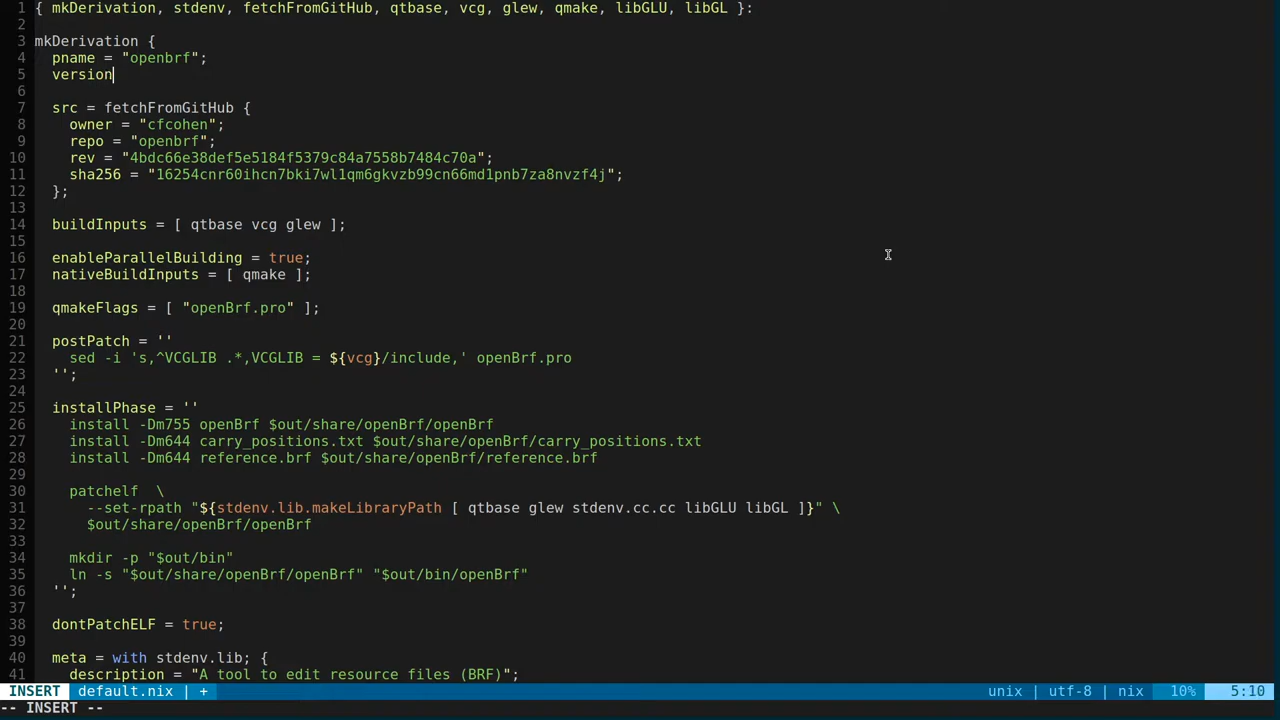 1 { mkDerivation, stdenv, fetchFromGitHub, qtbase, vcg, glew, qmake, libGLU, libGL }:
2
3 mkDerivation {
4   pname = "openbrf";
5   version
6
7   src = fetchFromGitHub {
8     owner = "cfcohen";
9     repo = "openbrf";
10     rev = "4bdc66e38def5e5184f5379c84a7558b7484c70a";
11     sha256 = "16254cnr60ihcn7bki7wl1qm6gkvzb99cn66md1pnb7za8nvzf4j";
12   };
13
14   buildInputs = [ qtbase vcg glew ];
15
16   enableParallelBuilding = true;
17   nativeBuildInputs = [ qmake ];
18
19   qmakeFlags = [ "openBrf.pro" ];
20
21   postPatch = ''
22     sed -i 's,^VCGLIB .*,VCGLIB = ${vcg}/include,' openBrf.pro
23   '';
24
25   installPhase = ''
26     install -Dm755 openBrf $out/share/openBrf/openBrf
27     install -Dm644 carry_positions.txt $out/share/openBrf/carry_positions.txt
28     install -Dm644 reference.brf $out/share/openBrf/reference.brf
29
30     patchelf  \
31       --set-rpath "${stdenv.lib.makeLibraryPath [ qtbase glew stdenv.cc.cc libGLU libGL ]}" \
32       $out/share/openBrf/openBrf
33
34     mkdir -p "$out/bin"
35     ln -s "$out/share/openBrf/openBrf" "$out/bin/openBrf"
36   '';
37
38   dontPatchELF = true;
39
40   meta = with stdenv.lib; {
41     description = "A tool to edit resource files (BRF)";
INSERT default.nix | + unix | utf-8 | nix 10% 5:10
-- INSERT --